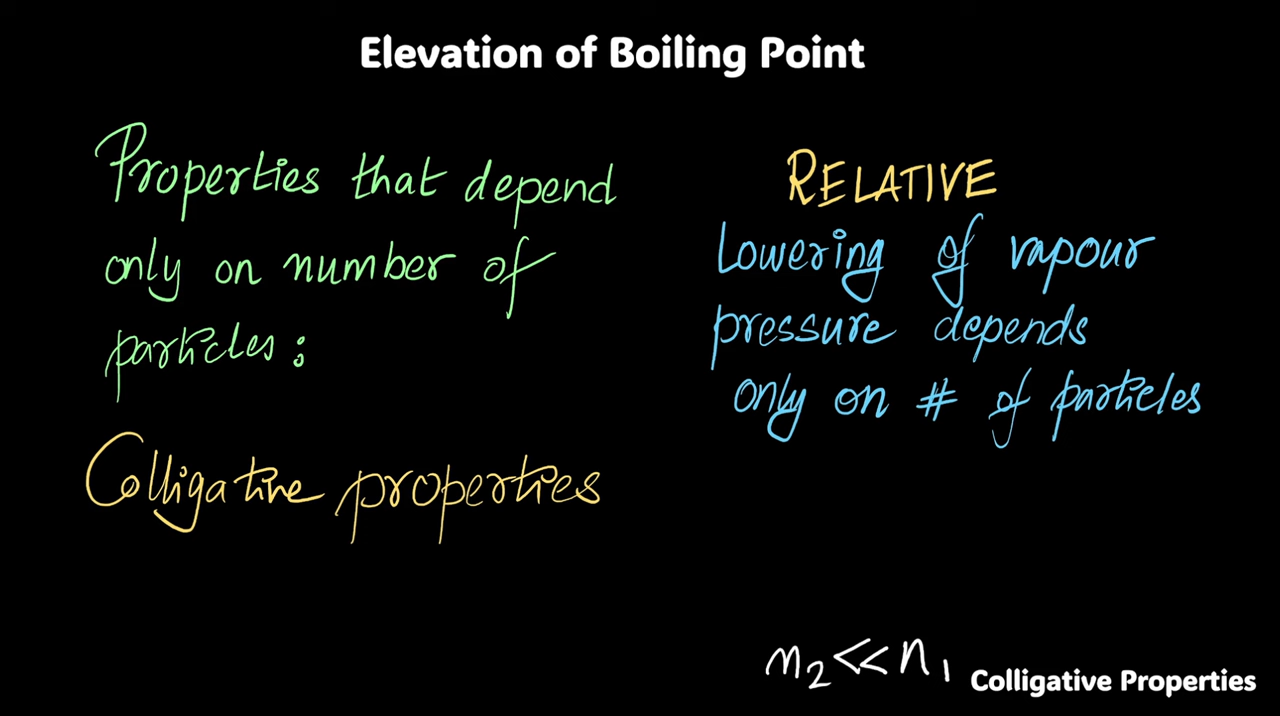 Elevation of Boiling Point
Properties that depend
only on number of
particles:
Colligative properties
RELATIVE
Lowering of vapour
pressure depends
only on # of particles
n₂ << n₁
Colligative Properties